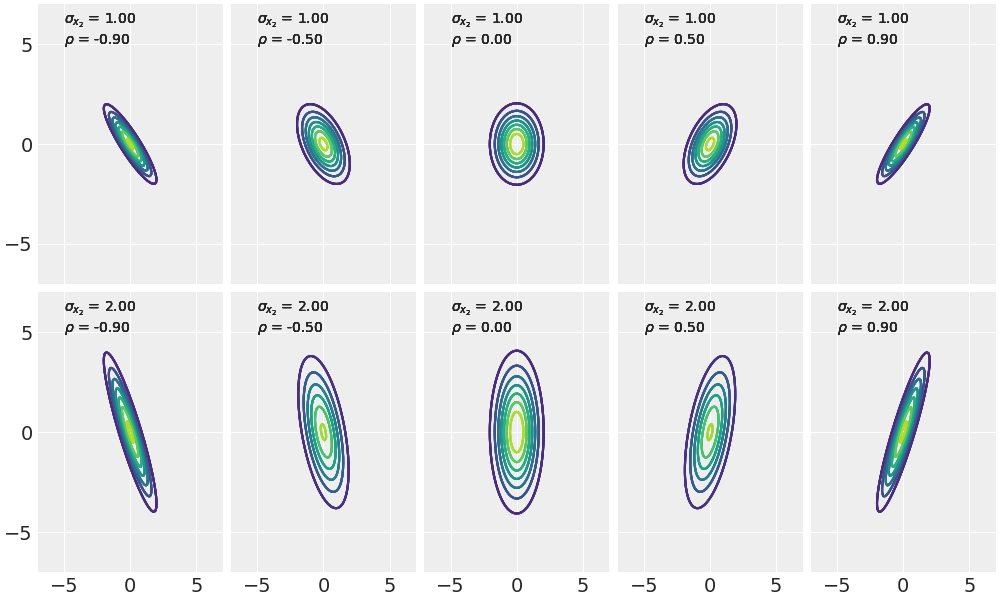 σx₂ = 1.00
ρ = -0.90
σx₂ = 1.00
ρ = -0.50
σx₂ = 1.00
ρ = 0.00
σx₂ = 1.00
ρ = 0.50
σx₂ = 1.00
ρ = 0.90
5
0
−5
σx₂ = 2.00
ρ = -0.90
σx₂ = 2.00
ρ = -0.50
σx₂ = 2.00
ρ = 0.00
σx₂ = 2.00
ρ = 0.50
σx₂ = 2.00
ρ = 0.90
5
0
−5
−5 0 5
−5 0 5
−5 0 5
−5 0 5
−5 0 5